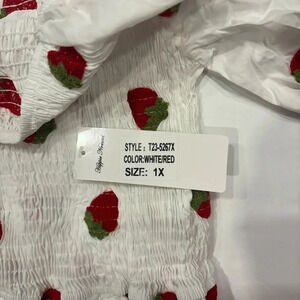 STYLE : T23-5267X
COLOR:WHITE/RED
SIZE: 1X